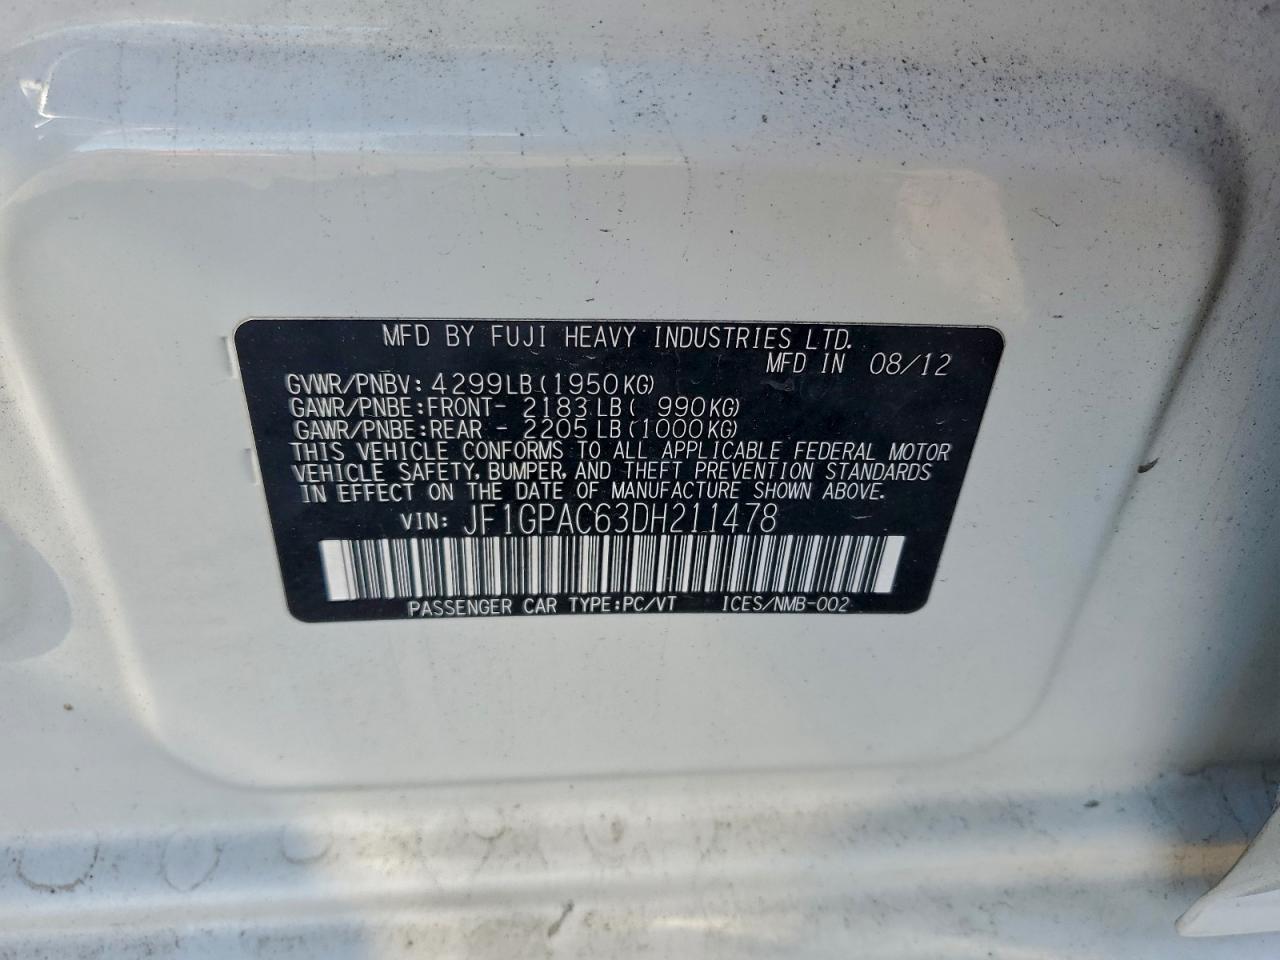 MFD BY FUJI HEAVY INDUSTRIES LTD.
MFD IN 08/12
GVWR/PNBV: 4299LB(1950KG)
GAWR/PNBE:FRONT- 2183LB( 990KG)
GAWR/PNBE:REAR - 2205LB(1000KG)
THIS VEHICLE CONFORMS TO ALL APPLICABLE FEDERAL MOTOR
VEHICLE SAFETY, BUMPER, AND THEFT PREVENTION STANDARDS
IN EFFECT ON THE DATE OF MANUFACTURE SHOWN ABOVE.
VIN: JF1GPAC63DH211478
PASSENGER CAR TYPE:PC/VT ICES/NMB-002